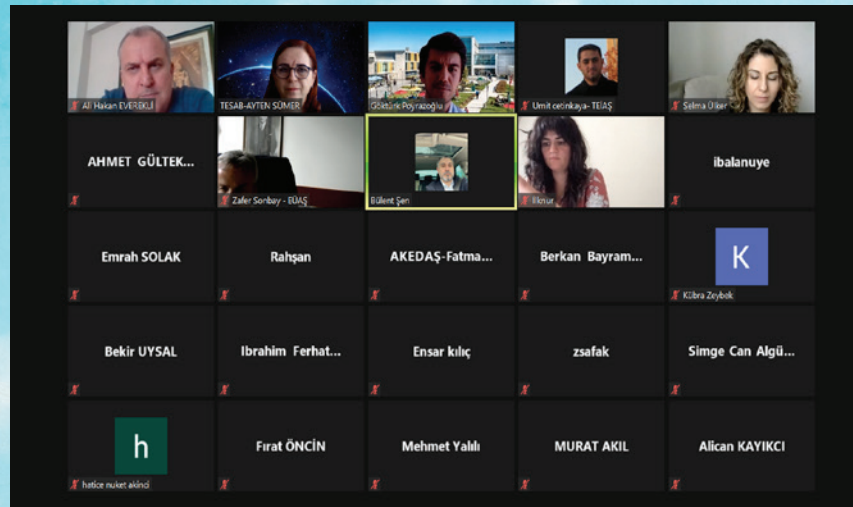 Ali Hakan EVEREKLİ
TESAB-AYTEN SÜMER
Göktürk Poyrazoğlu
Umit cetinkaya- TEİAŞ
Selma Ülker
AHMET GÜLTEK...
Zafer Sonbay - EÜAŞ
Bülent Şen
ilknur
ibalanuye
Emrah SOLAK
Rahşan
AKEDAŞ-Fatma...
Berkan Bayram...
K
Kübra Zeybek
Bekir UYSAL
Ibrahim Ferhat...
Ensar kılıç
zsafak
Simge Can Algü...
h
hatice nuket akinci
Fırat ÖNCİN
Mehmet Yalılı
MURAT AKIL
Alican KAYIKCI